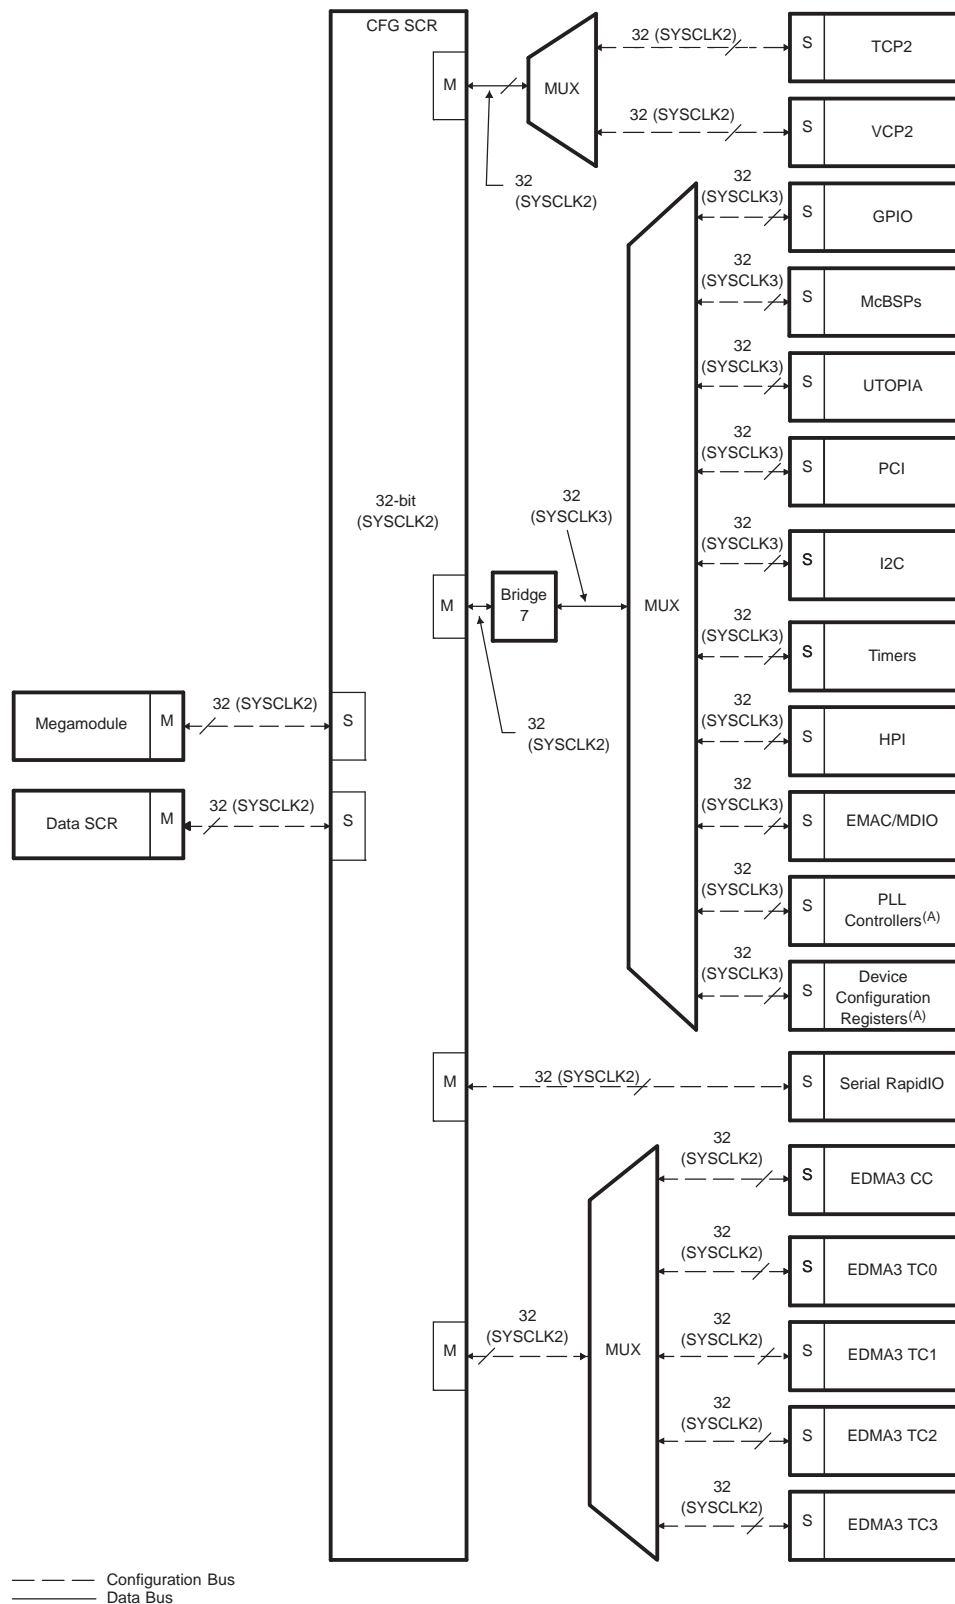 CFG SCR
M
32
(SYSCLK2)
MUX
32 (SYSCLK2)
S
TCP2
32 (SYSCLK2)
S
VCP2
32
(SYSCLK3)
S
GPIO
32
(SYSCLK3)
S
McBSPs
32
(SYSCLK3)
S
UTOPIA
32
(SYSCLK3)
S
PCI
32-bit
(SYSCLK2)
M
Bridge
7
32
(SYSCLK3)
32
(SYSCLK2)
MUX
32
(SYSCLK3)
S
I2C
32
(SYSCLK3)
S
Timers
32
(SYSCLK3)
S
HPI
Megamodule
M
32 (SYSCLK2)
S
Data SCR
M
32 (SYSCLK2)
S
32
(SYSCLK3)
S
EMAC/MDIO
32
(SYSCLK3)
S
PLL
Controllers(A)
32
(SYSCLK3)
S
Device
Configuration
Registers(A)
M
32 (SYSCLK2)
S
Serial RapidIO
M
32
(SYSCLK2)
MUX
32
(SYSCLK2)
S
EDMA3 CC
32
(SYSCLK2)
S
EDMA3 TC0
32
(SYSCLK2)
S
EDMA3 TC1
32
(SYSCLK2)
S
EDMA3 TC2
32
(SYSCLK2)
S
EDMA3 TC3
Configuration Bus
Data Bus